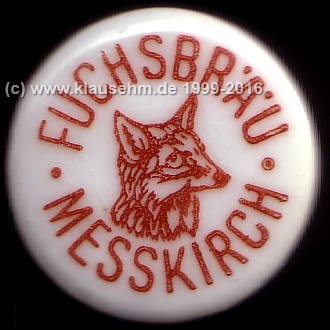 (c) www.klausehm.de 1999-2016
· FUCHSBRÄU ·
MESSKIRCH